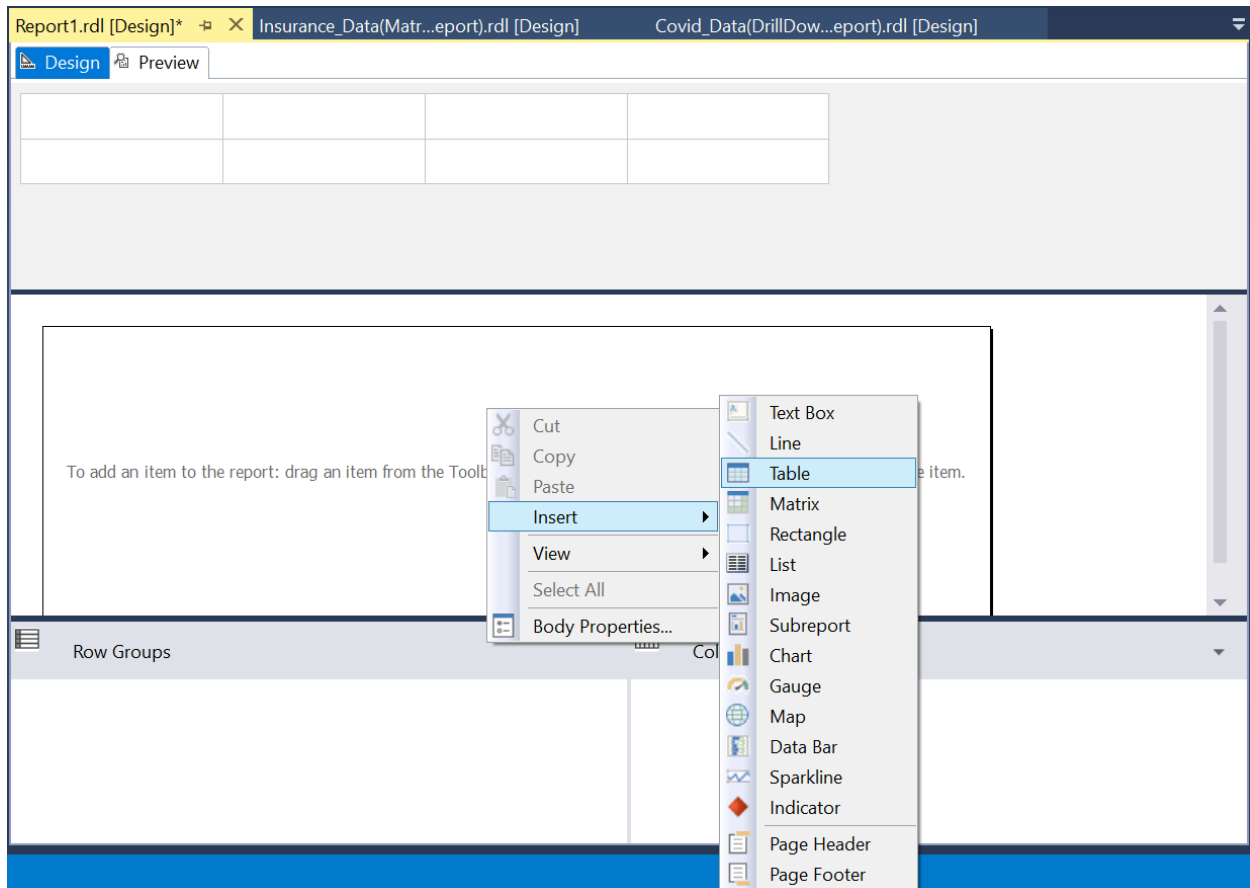 Report1.rdl [Design]* Insurance_Data(Matr...eport).rdl [Design] Covid_Data(DrillDow...eport).rdl [Design]
Design Preview
To add an item to the report: drag an item from the Toolb
e item.
Cut
Copy
Paste
Insert
View
Select All
Body Properties...
Text Box
Line
Table
Matrix
Rectangle
List
Image
Subreport
Chart
Gauge
Map
Data Bar
Sparkline
Indicator
Page Header
Page Footer
Row Groups
Col